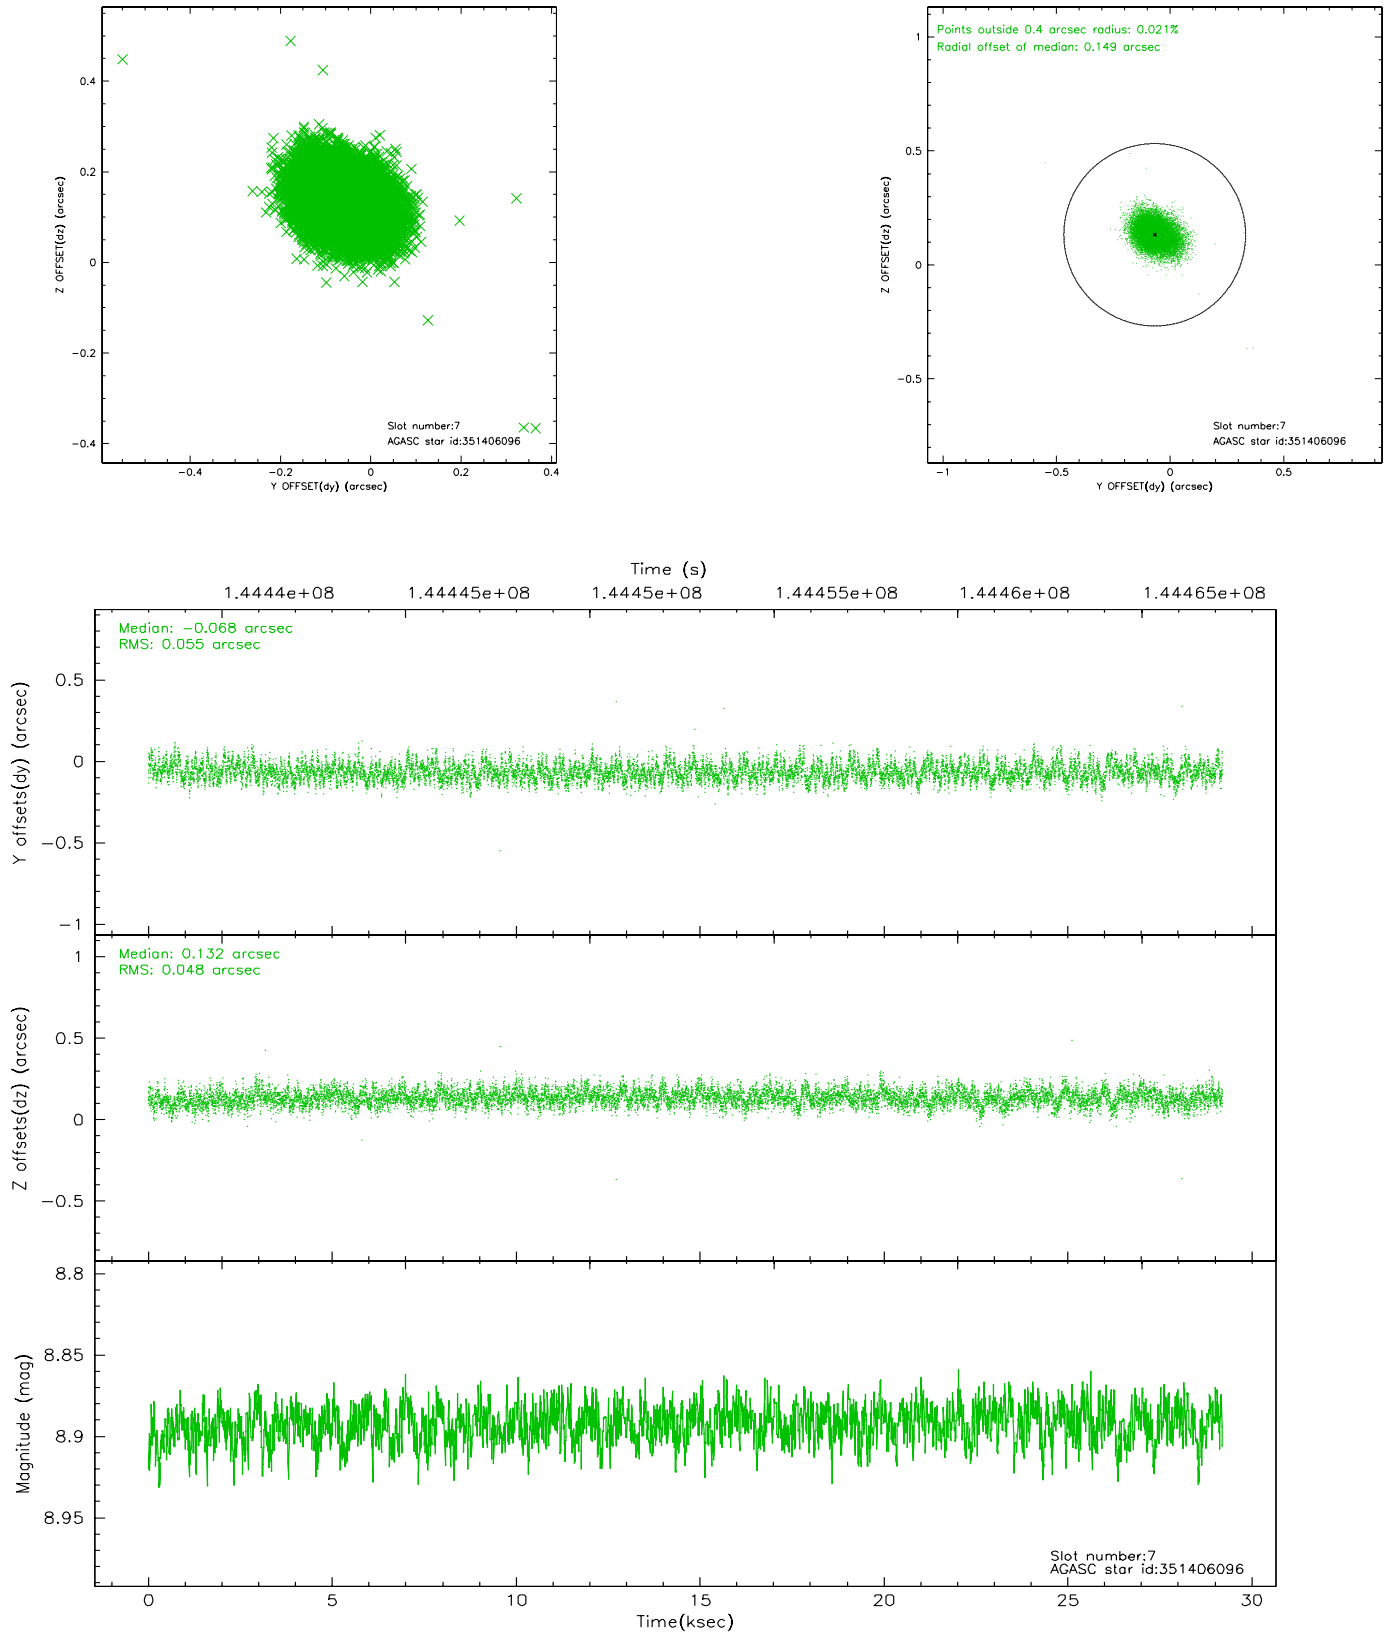 0.4
0.2
0
−0.2
−0.4
Z OFFSET(dz) (arcsec)
Slot number:7
AGASC star id:351406096
−0.4
−0.2
0
0.2
0.4
Y OFFSET(dy) (arcsec)
Points outside 0.4 arcsec radius: 0.021%
Radial offset of median: 0.149 arcsec
1
0.5
0
−0.5
Z OFFSET(dz) (arcsec)
Slot number:7
AGASC star id:351406096
−1
−0.5
0
0.5
Y OFFSET(dy) (arcsec)
Time (s)
1.4444e+08
1.44445e+08
1.4445e+08
1.44455e+08
1.4446e+08
1.44465e+08
Median: −0.068 arcsec
RMS: 0.055 arcsec
0.5
0
−0.5
−1
Y offsets(dy) (arcsec)
Median: 0.132 arcsec
RMS: 0.048 arcsec
1
0.5
0
−0.5
Z offsets(dz) (arcsec)
8.8
8.85
8.9
8.95
Magnitude (mag)
Slot number:7
AGASC star id:351406096
0
5
10
15
20
25
30
Time(ksec)